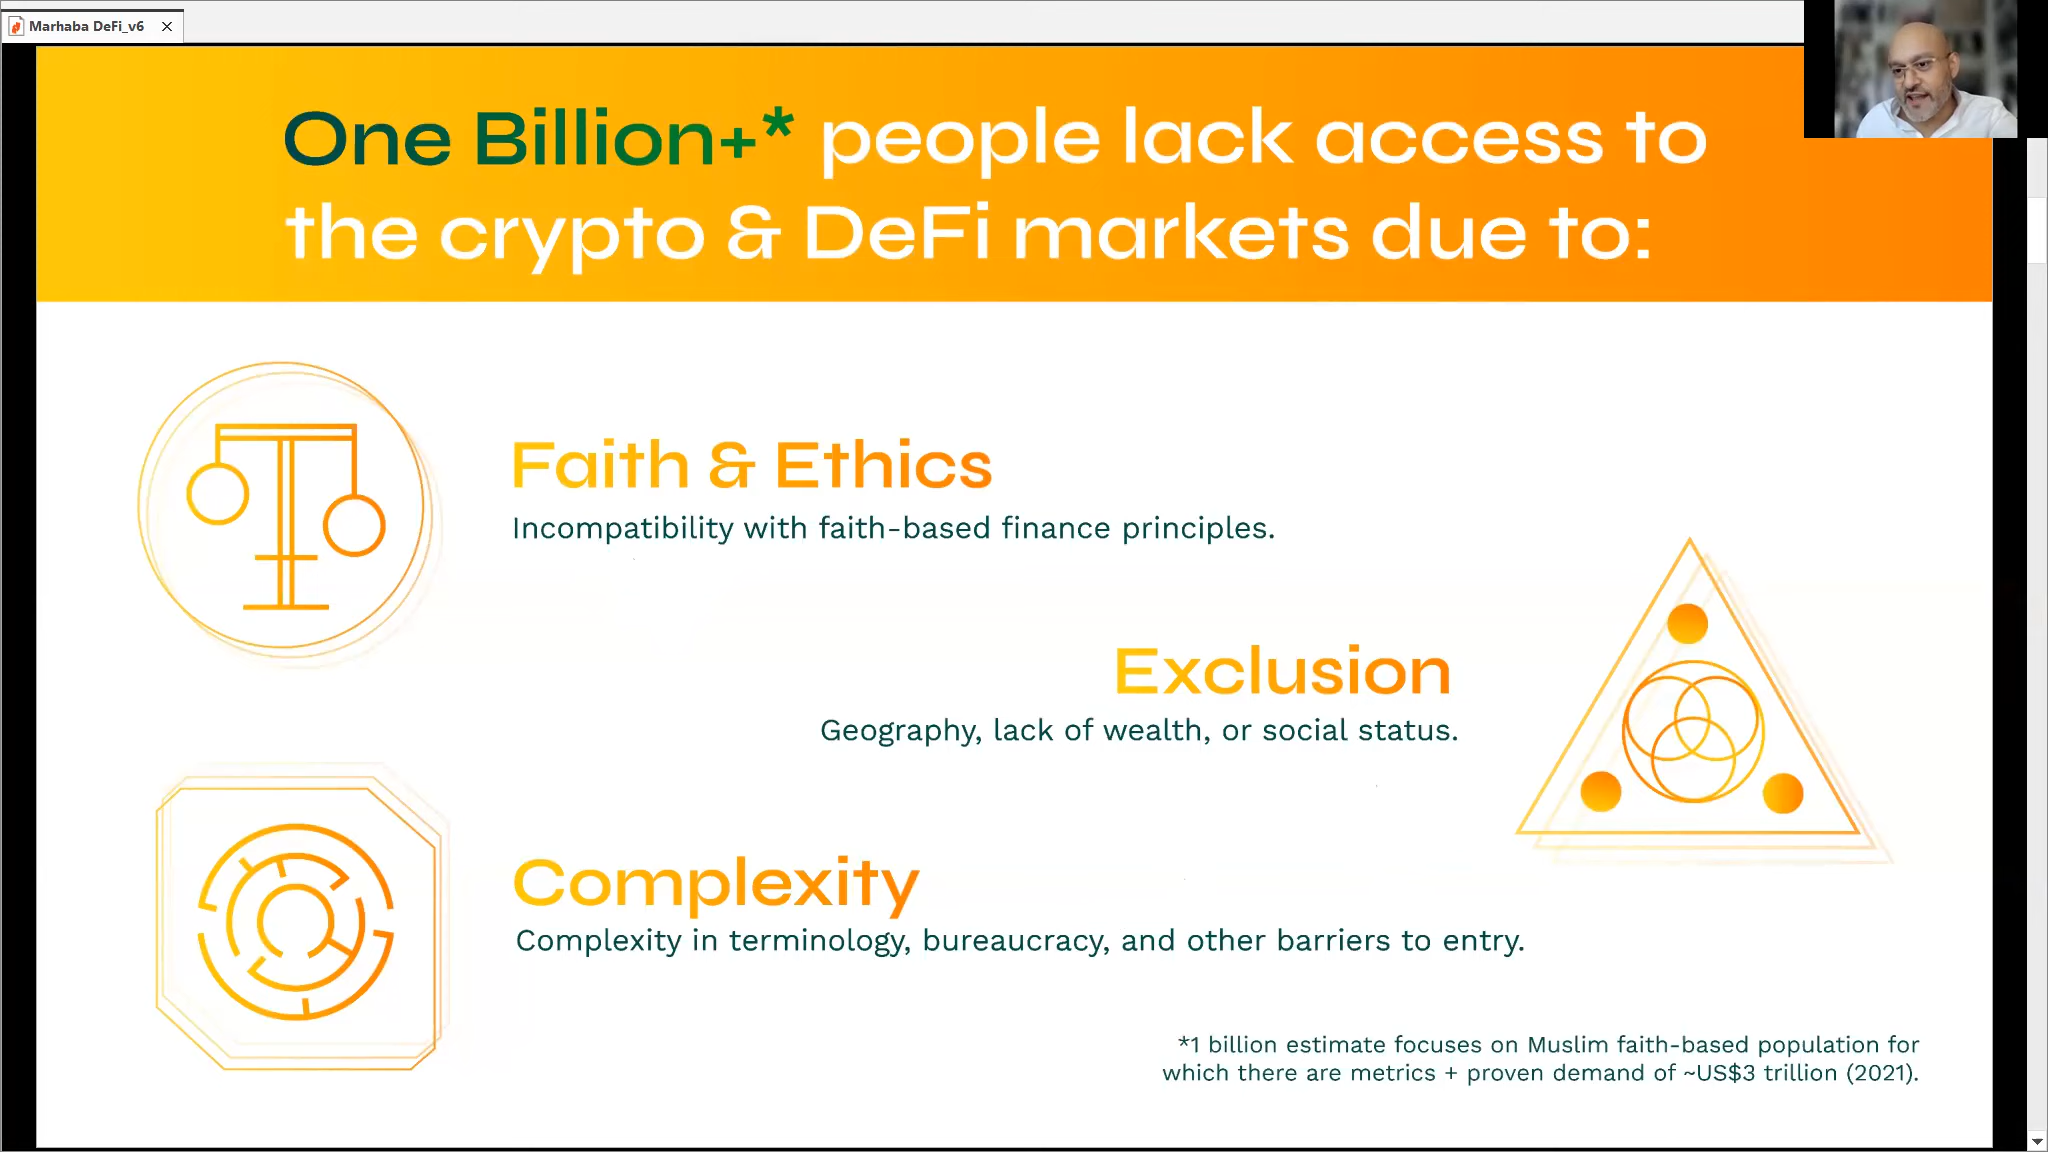 Marhaba DeFi_v6
One Billion+* people lack access to
the crypto & DeFi markets due to:
Faith & Ethics
Incompatibility with faith-based finance principles.
Exclusion
Geography, lack of wealth, or social status.
Complexity
Complexity in terminology, bureaucracy, and other barriers to entry.
*1 billion estimate focuses on Muslim faith-based population for
which there are metrics + proven demand of ~US$3 trillion (2021).